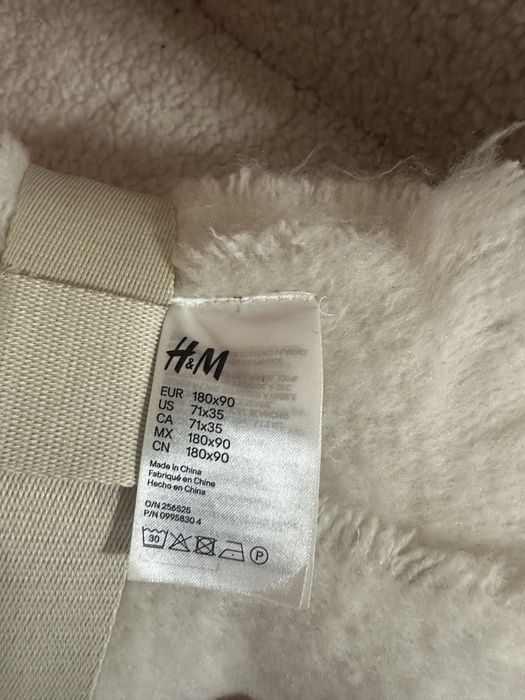 H&M
EUR 180x90
US 71x35
CA 71x35
MX 180x90
CN 180x90
Made in China
Fabriqué en Chine
Hecho en China
O/N 256525
P/N 0995830 4
30 P